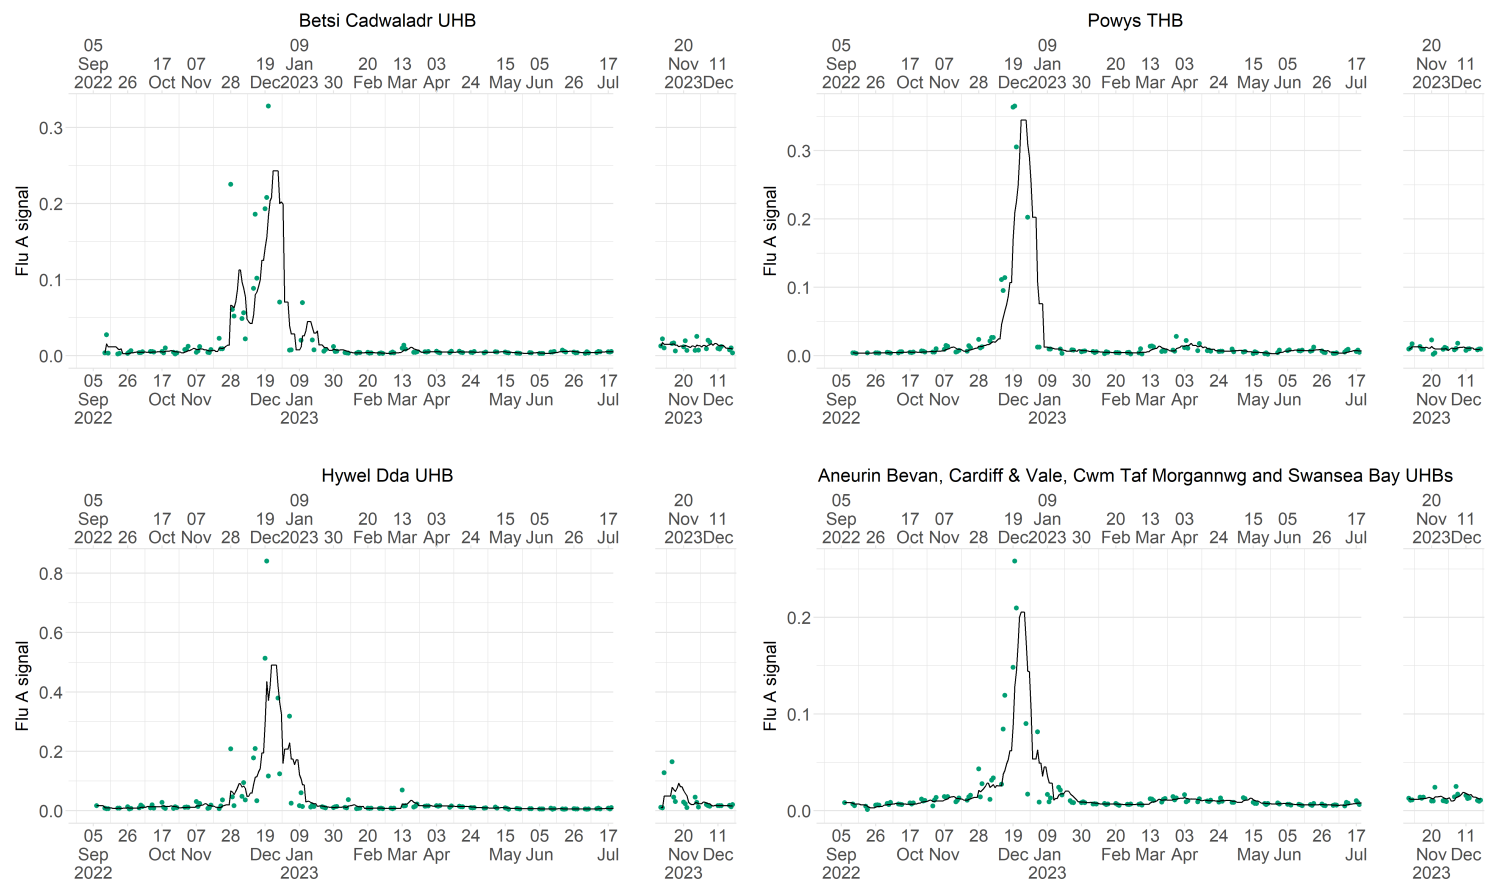 Betsi Cadwaladr UHB
05 09 20
Sep 17 07 19 Jan 20 13 03 15 05 17 Nov 11
2022 26 Oct Nov 28 Dec 2023 30 Feb Mar Apr 24 May Jun 26 Jul 2023 Dec
Flu A signal
0.3
0.2
0.1
0.0
05 26 17 07 28 19 09 30 20 13 03 24 15 05 26 17 20 11
Sep Oct Nov Dec Jan Feb Mar Apr May Jun Jul Nov Dec
2022 2023 2023
Powys THB
05 09 20
Sep 17 07 19 Jan 20 13 03 15 05 17 Nov 11
2022 26 Oct Nov 28 Dec 2023 30 Feb Mar Apr 24 May Jun 26 Jul 2023 Dec
Flu A signal
0.3
0.2
0.1
0.0
05 26 17 07 28 19 09 30 20 13 03 24 15 05 26 17 20 11
Sep Oct Nov Dec Jan Feb Mar Apr May Jun Jul Nov Dec
2022 2023 2023
Hywel Dda UHB
05 09 20
Sep 17 07 19 Jan 20 13 03 15 05 17 Nov 11
2022 26 Oct Nov 28 Dec 2023 30 Feb Mar Apr 24 May Jun 26 Jul 2023 Dec
Flu A signal
0.8
0.6
0.4
0.2
0.0
05 26 17 07 28 19 09 30 20 13 03 24 15 05 26 17 20 11
Sep Oct Nov Dec Jan Feb Mar Apr May Jun Jul Nov Dec
2022 2023 2023
Aneurin Bevan, Cardiff & Vale, Cwm Taf Morgannwg and Swansea Bay UHBs
05 09 20
Sep 17 07 19 Jan 20 13 03 15 05 17 Nov 11
2022 26 Oct Nov 28 Dec 2023 30 Feb Mar Apr 24 May Jun 26 Jul 2023 Dec
Flu A signal
0.2
0.1
0.0
05 26 17 07 28 19 09 30 20 13 03 24 15 05 26 17 20 11
Sep Oct Nov Dec Jan Feb Mar Apr May Jun Jul Nov Dec
2022 2023 2023